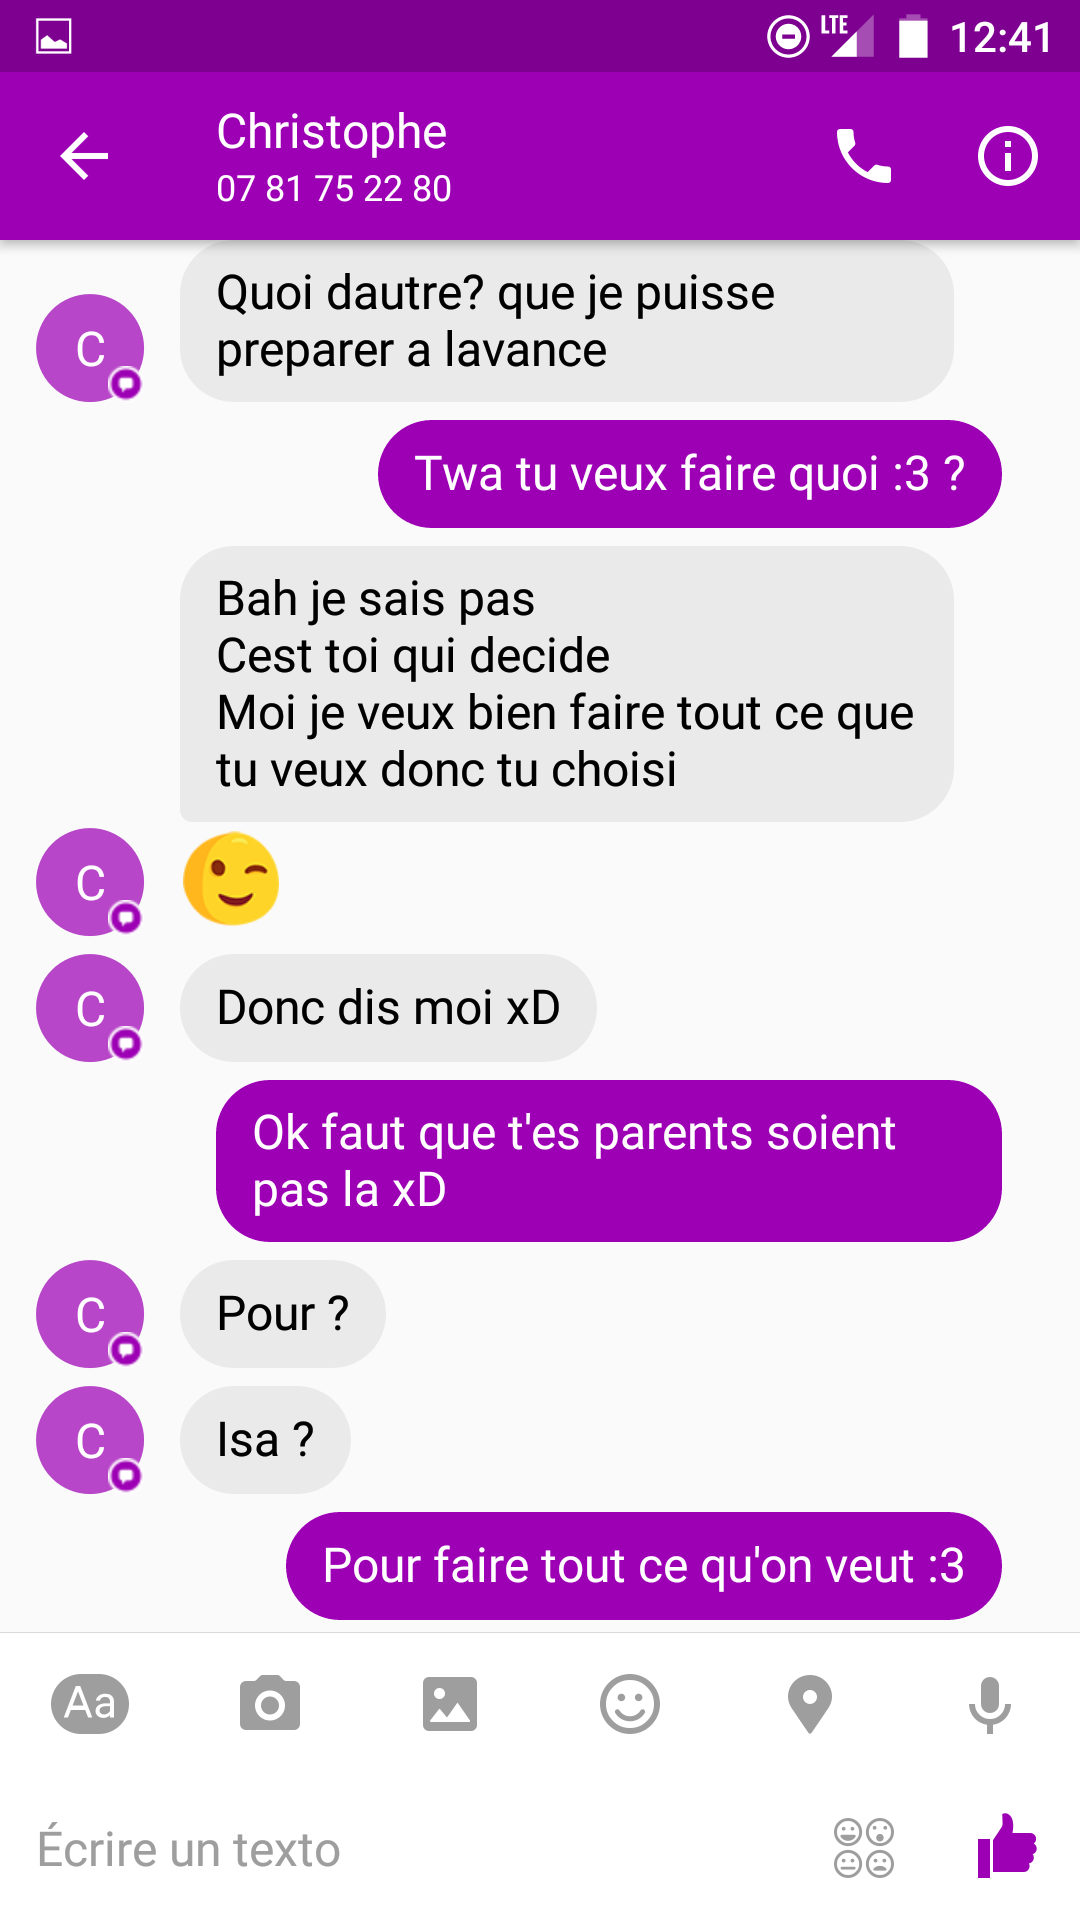 LTE 12:41
Christophe
07 81 75 22 80
Quoi dautre? que je puisse
preparer a lavance
C
Twa tu veux faire quoi :3 ?
Bah je sais pas
Cest toi qui decide
Moi je veux bien faire tout ce que
tu veux donc tu choisi
C
C
Donc dis moi xD
Ok faut que t'es parents soient
pas la xD
C
Pour ?
C
Isa ?
Pour faire tout ce qu'on veut :3
Aa
Écrire un texto